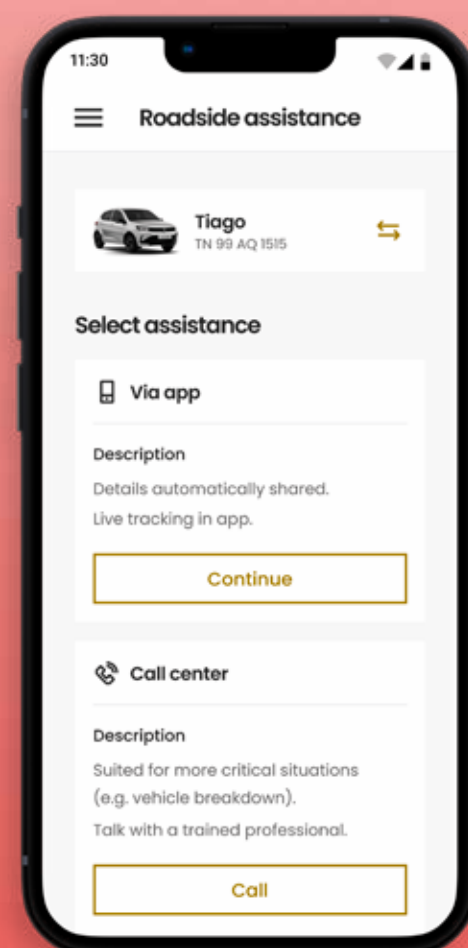 11:30
Roadside assistance
Tiago
TN 99 AQ 1515
Select assistance
Via app
Description
Details automatically shared.
Live tracking in app.
Continue
Call center
Description
Suited for more critical situations
(e.g. vehicle breakdown).
Talk with a trained professional.
Call